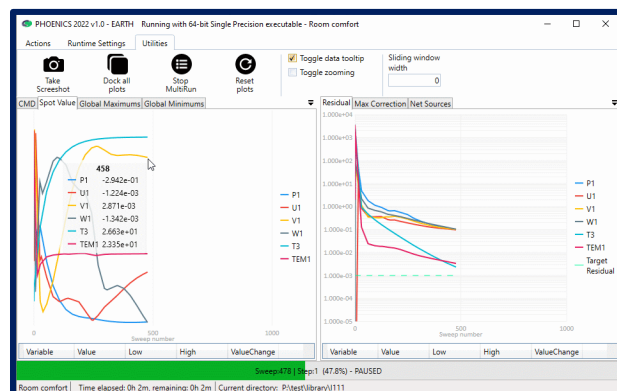 PHOENICS 2022 v1.0 - EARTH Running with 64-bit Single Precision executable - Room comfort
Actions Runtime Settings Utilities
Take Screeshot
Dock all plots
Stop MultiRun
Reset plots
Toggle data tooltip
Toggle zooming
Sliding window width
0
CMD Spot Value Global Maximums Global Minimums
458
P1 -2.942e-01
U1 -1.224e-03
V1 2.871e-03
W1 -1.342e-03
T3 2.663e+01
TEM1 2.335e+01
P1
U1
V1
W1
T3
TEM1
0 500 1000
Sweep number
Variable Value Low High ValueChange
Residual Max Correction Net Sources
1.000e+04
1.000e+03
1.000e+02
1.000e+01
1.000e+00
1.000e-01
1.000e-02
1.000e-03
1.000e-04
1.000e-05
P1
U1
V1
W1
T3
TEM1
Target Residual
0 500 1000
Sweep number
Variable Value Low High ValueChange
Sweep:478 | Step:1 (47.8%) - PAUSED
Room comfort Time elapsed: 0h 2m, remaining: 0h 2m Current directory: P:\test\library\I111